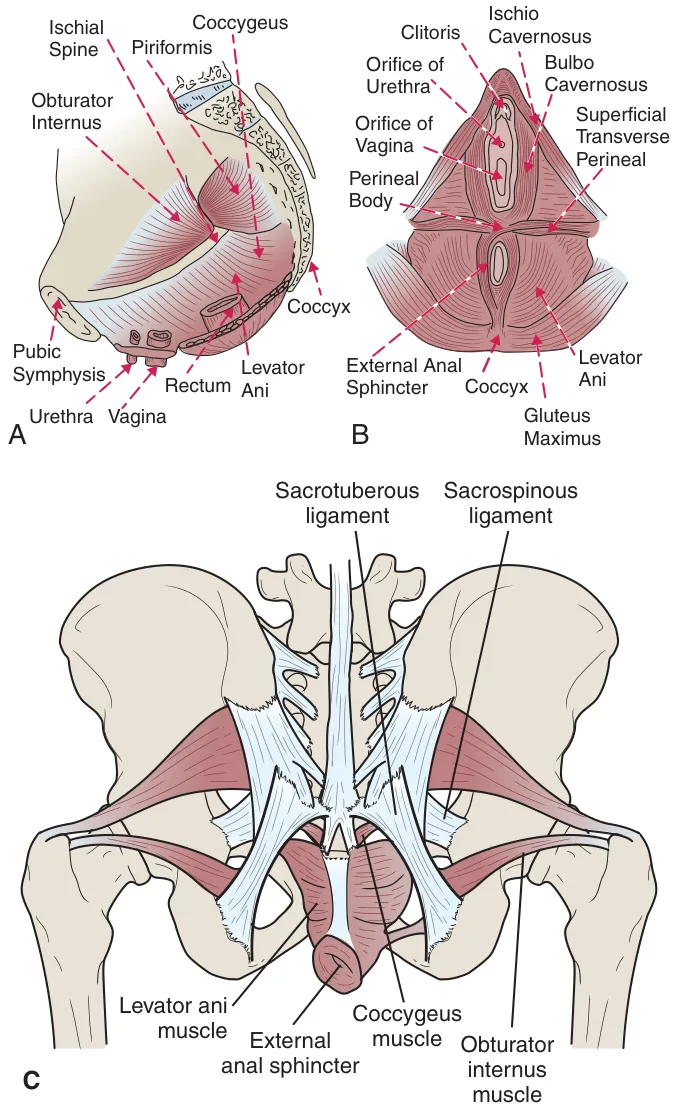 Ischial
Spine
Piriformis
Coccygeus
Obturator
Internus
Coccyx
Pubic
Symphysis
Rectum
Levator
Ani
Urethra
Vagina
A
Clitoris
Ischio
Cavernosus
Orifice of
Urethra
Bulbo
Cavernosus
Orifice of
Vagina
Superficial
Transverse
Perineal
Perineal
Body
External Anal
Sphincter
Coccyx
Levator
Ani
Gluteus
Maximus
B
Sacrotuberous
ligament
Sacrospinous
ligament
Levator ani
muscle
External
anal sphincter
Coccygeus
muscle
Obturator
internus
muscle
C